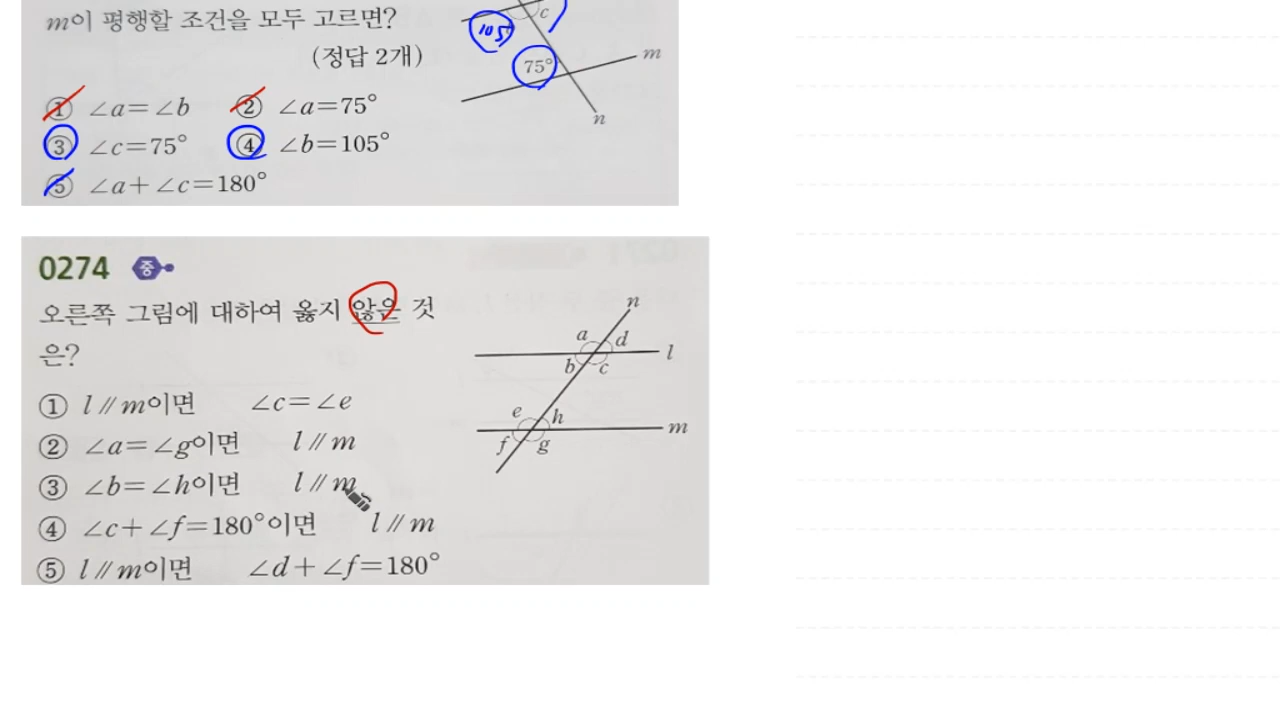 m이 평행할 조건을 모두 고르면?
(정답 2개)
① ∠a=∠b ② ∠a=75°
③ ∠c=75° ④ ∠b=105°
⑤ ∠a+∠c=180°
c
105°
75°
m
n
0274 중
오른쪽 그림에 대하여 옳지 않은 것
은?
① l∥m이면 ∠c=∠e
② ∠a=∠g이면 l∥m
③ ∠b=∠h이면 l∥m
④ ∠c+∠f=180°이면 l∥m
⑤ l∥m이면 ∠d+∠f=180°
n
a d
l
b c
e h
m
f g